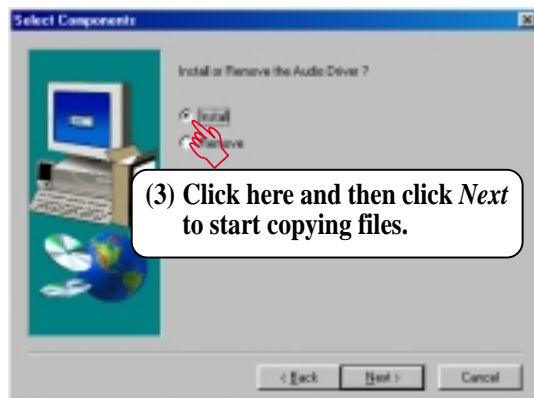 Select Components
Install or Remove the Audio Driver ?
Install
Remove
(3) Click here and then click Next
to start copying files.
< Back Next > Cancel